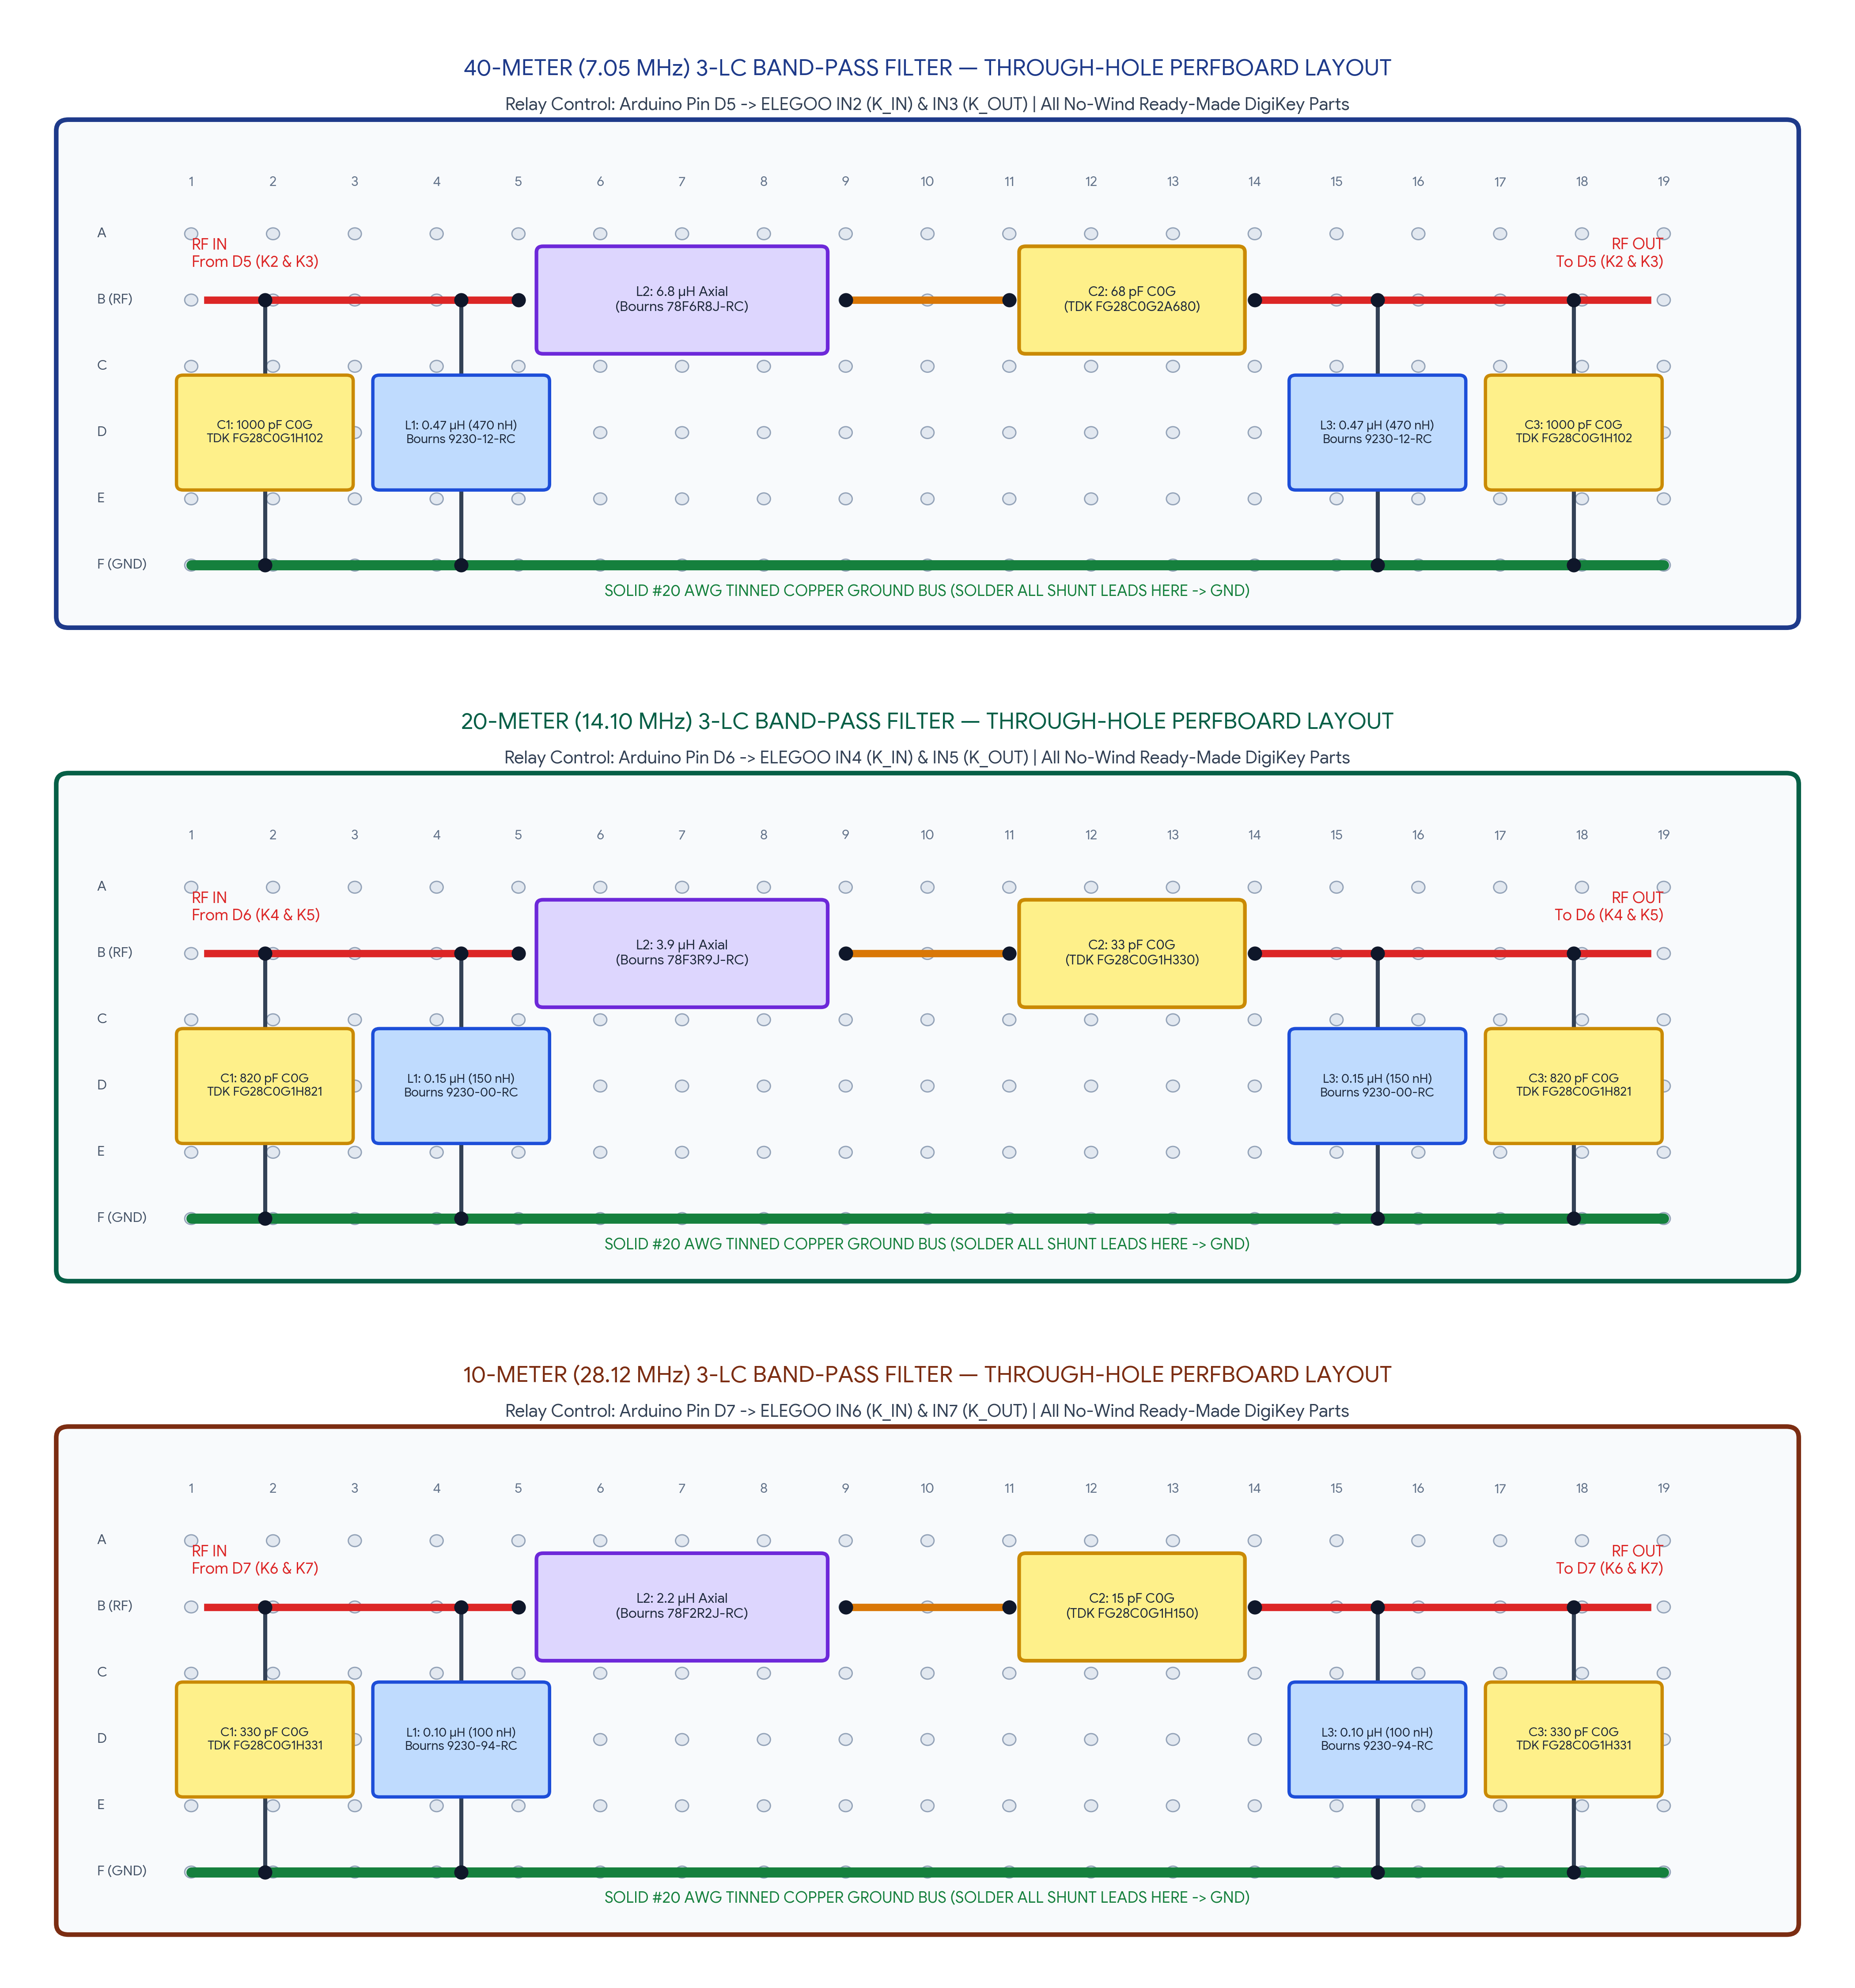 40-METER (7.05 MHz) 3-LC BAND-PASS FILTER — THROUGH-HOLE PERFBOARD LAYOUT
Relay Control: Arduino Pin D5 -> ELEGOO IN2 (K_IN) & IN3 (K_OUT) | All No-Wind Ready-Made DigiKey Parts
1 2 3 4 5 6 7 8 9 10 11 12 13 14 15 16 17 18 19
A
RF IN
From D5 (K2 & K3)
RF OUT
To D5 (K2 & K3)
B (RF)
L2: 6.8 µH Axial
(Bourns 78F6R8J-RC)
C2: 68 pF C0G
(TDK FG28C0G2A680)
C
D
C1: 1000 pF C0G
TDK FG28C0G1H102
L1: 0.47 µH (470 nH)
Bourns 9230-12-RC
L3: 0.47 µH (470 nH)
Bourns 9230-12-RC
C3: 1000 pF C0G
TDK FG28C0G1H102
E
F (GND)
SOLID #20 AWG TINNED COPPER GROUND BUS (SOLDER ALL SHUNT LEADS HERE -> GND)
20-METER (14.10 MHz) 3-LC BAND-PASS FILTER — THROUGH-HOLE PERFBOARD LAYOUT
Relay Control: Arduino Pin D6 -> ELEGOO IN4 (K_IN) & IN5 (K_OUT) | All No-Wind Ready-Made DigiKey Parts
1 2 3 4 5 6 7 8 9 10 11 12 13 14 15 16 17 18 19
A
RF IN
From D6 (K4 & K5)
RF OUT
To D6 (K4 & K5)
B (RF)
L2: 3.9 µH Axial
(Bourns 78F3R9J-RC)
C2: 33 pF C0G
(TDK FG28C0G1H330)
C
D
C1: 820 pF C0G
TDK FG28C0G1H821
L1: 0.15 µH (150 nH)
Bourns 9230-00-RC
L3: 0.15 µH (150 nH)
Bourns 9230-00-RC
C3: 820 pF C0G
TDK FG28C0G1H821
E
F (GND)
SOLID #20 AWG TINNED COPPER GROUND BUS (SOLDER ALL SHUNT LEADS HERE -> GND)
10-METER (28.12 MHz) 3-LC BAND-PASS FILTER — THROUGH-HOLE PERFBOARD LAYOUT
Relay Control: Arduino Pin D7 -> ELEGOO IN6 (K_IN) & IN7 (K_OUT) | All No-Wind Ready-Made DigiKey Parts
1 2 3 4 5 6 7 8 9 10 11 12 13 14 15 16 17 18 19
A
RF IN
From D7 (K6 & K7)
RF OUT
To D7 (K6 & K7)
B (RF)
L2: 2.2 µH Axial
(Bourns 78F2R2J-RC)
C2: 15 pF C0G
(TDK FG28C0G1H150)
C
D
C1: 330 pF C0G
TDK FG28C0G1H331
L1: 0.10 µH (100 nH)
Bourns 9230-94-RC
L3: 0.10 µH (100 nH)
Bourns 9230-94-RC
C3: 330 pF C0G
TDK FG28C0G1H331
E
F (GND)
SOLID #20 AWG TINNED COPPER GROUND BUS (SOLDER ALL SHUNT LEADS HERE -> GND)